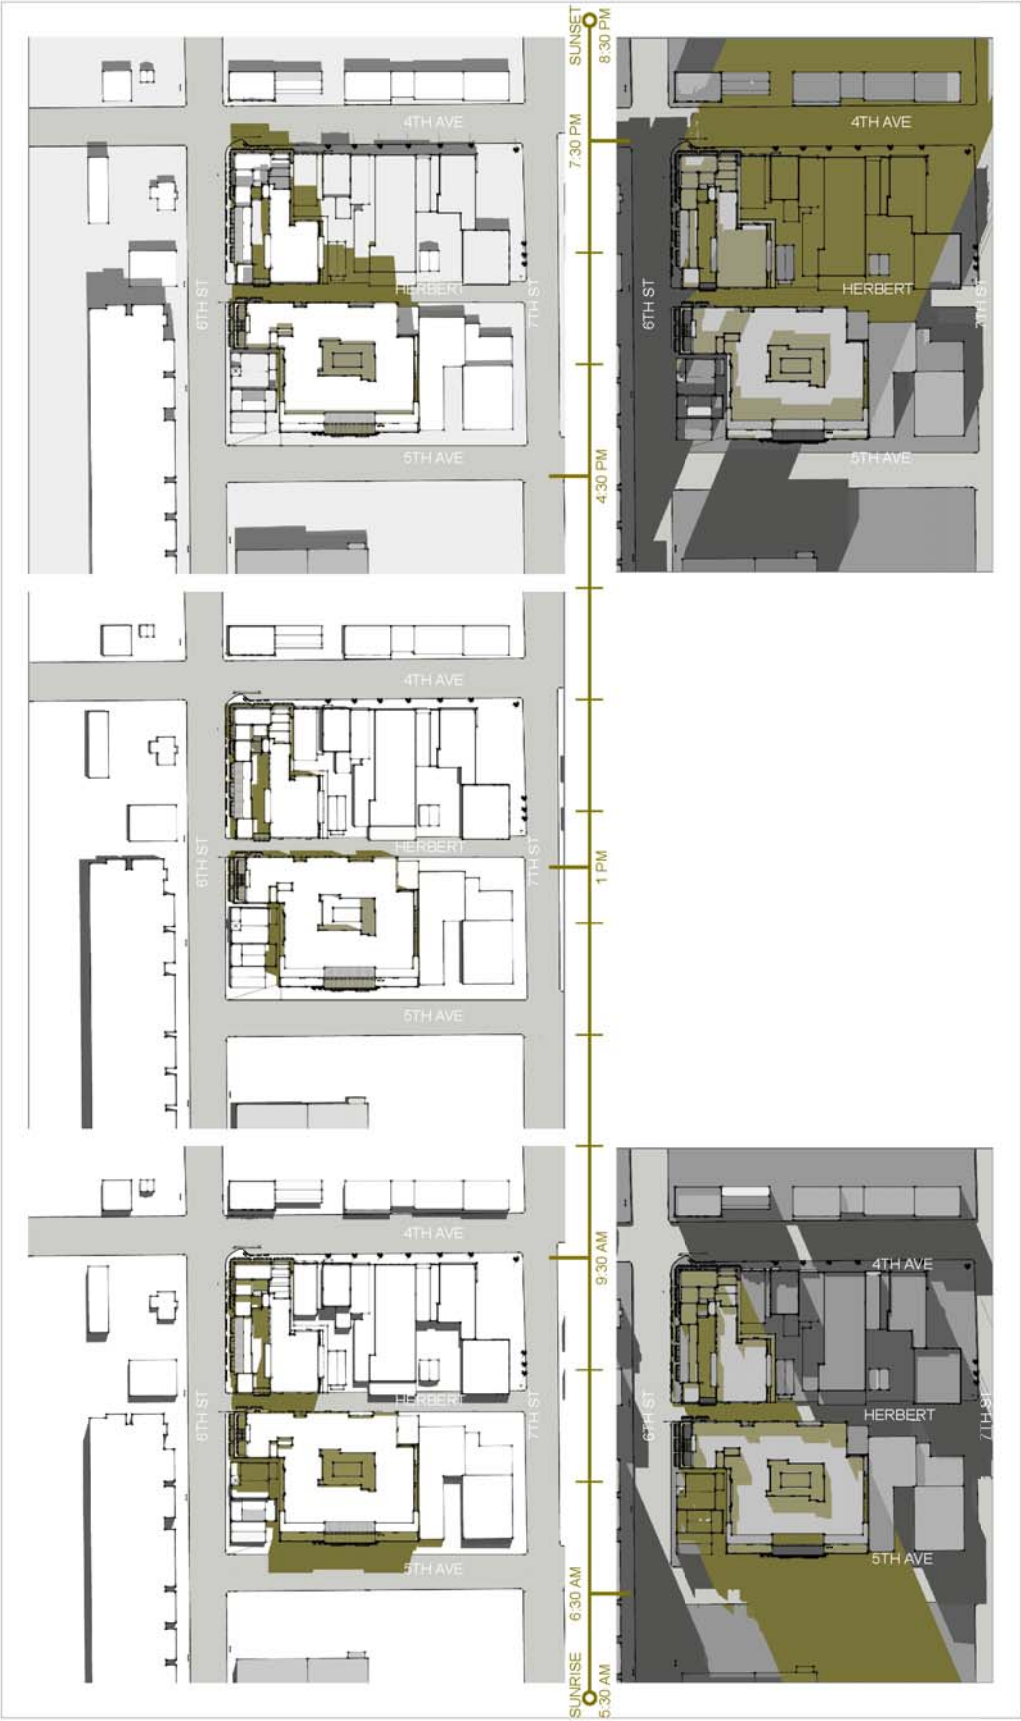 SUNSET
8:30 PM
7:30 PM
4:30 PM
1 PM
9:30 AM
6:30 AM
SUNRISE
5:30 AM
4TH AVE
6TH ST
HERBERT
7TH ST
5TH AVE
4TH AVE
6TH ST
HERBERT
7TH ST
5TH AVE
4TH AVE
6TH ST
HERBERT
7TH ST
5TH AVE
4TH AVE
6TH ST
HERBERT
7TH ST
5TH AVE
4TH AVE
6TH ST
HERBERT
7TH ST
5TH AVE